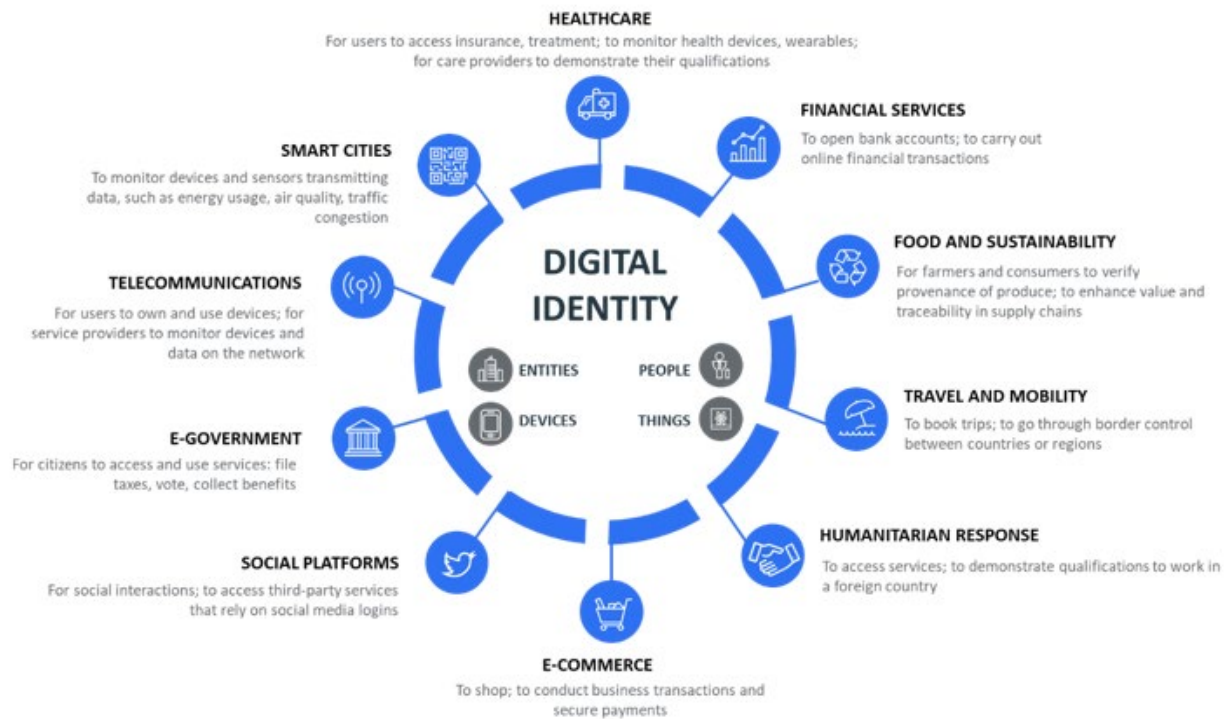 HEALTHCARE
For users to access insurance, treatment; to monitor health devices, wearables;
for care providers to demonstrate their qualifications
FINANCIAL SERVICES
To open bank accounts; to carry out
online financial transactions
FOOD AND SUSTAINABILITY
For farmers and consumers to verify
provenance of produce; to enhance value and
traceability in supply chains
TRAVEL AND MOBILITY
To book trips; to go through border control
between countries or regions
HUMANITARIAN RESPONSE
To access services; to demonstrate qualifications to work in
a foreign country
E-COMMERCE
To shop; to conduct business transactions and
secure payments
SOCIAL PLATFORMS
For social interactions; to access third-party services
that rely on social media logins
E-GOVERNMENT
For citizens to access and use services: file
taxes, vote, collect benefits
TELECOMMUNICATIONS
For users to own and use devices; for
service providers to monitor devices and
data on the network
SMART CITIES
To monitor devices and sensors transmitting
data, such as energy usage, air quality, traffic
congestion
DIGITAL
IDENTITY
ENTITIES
PEOPLE
DEVICES
THINGS